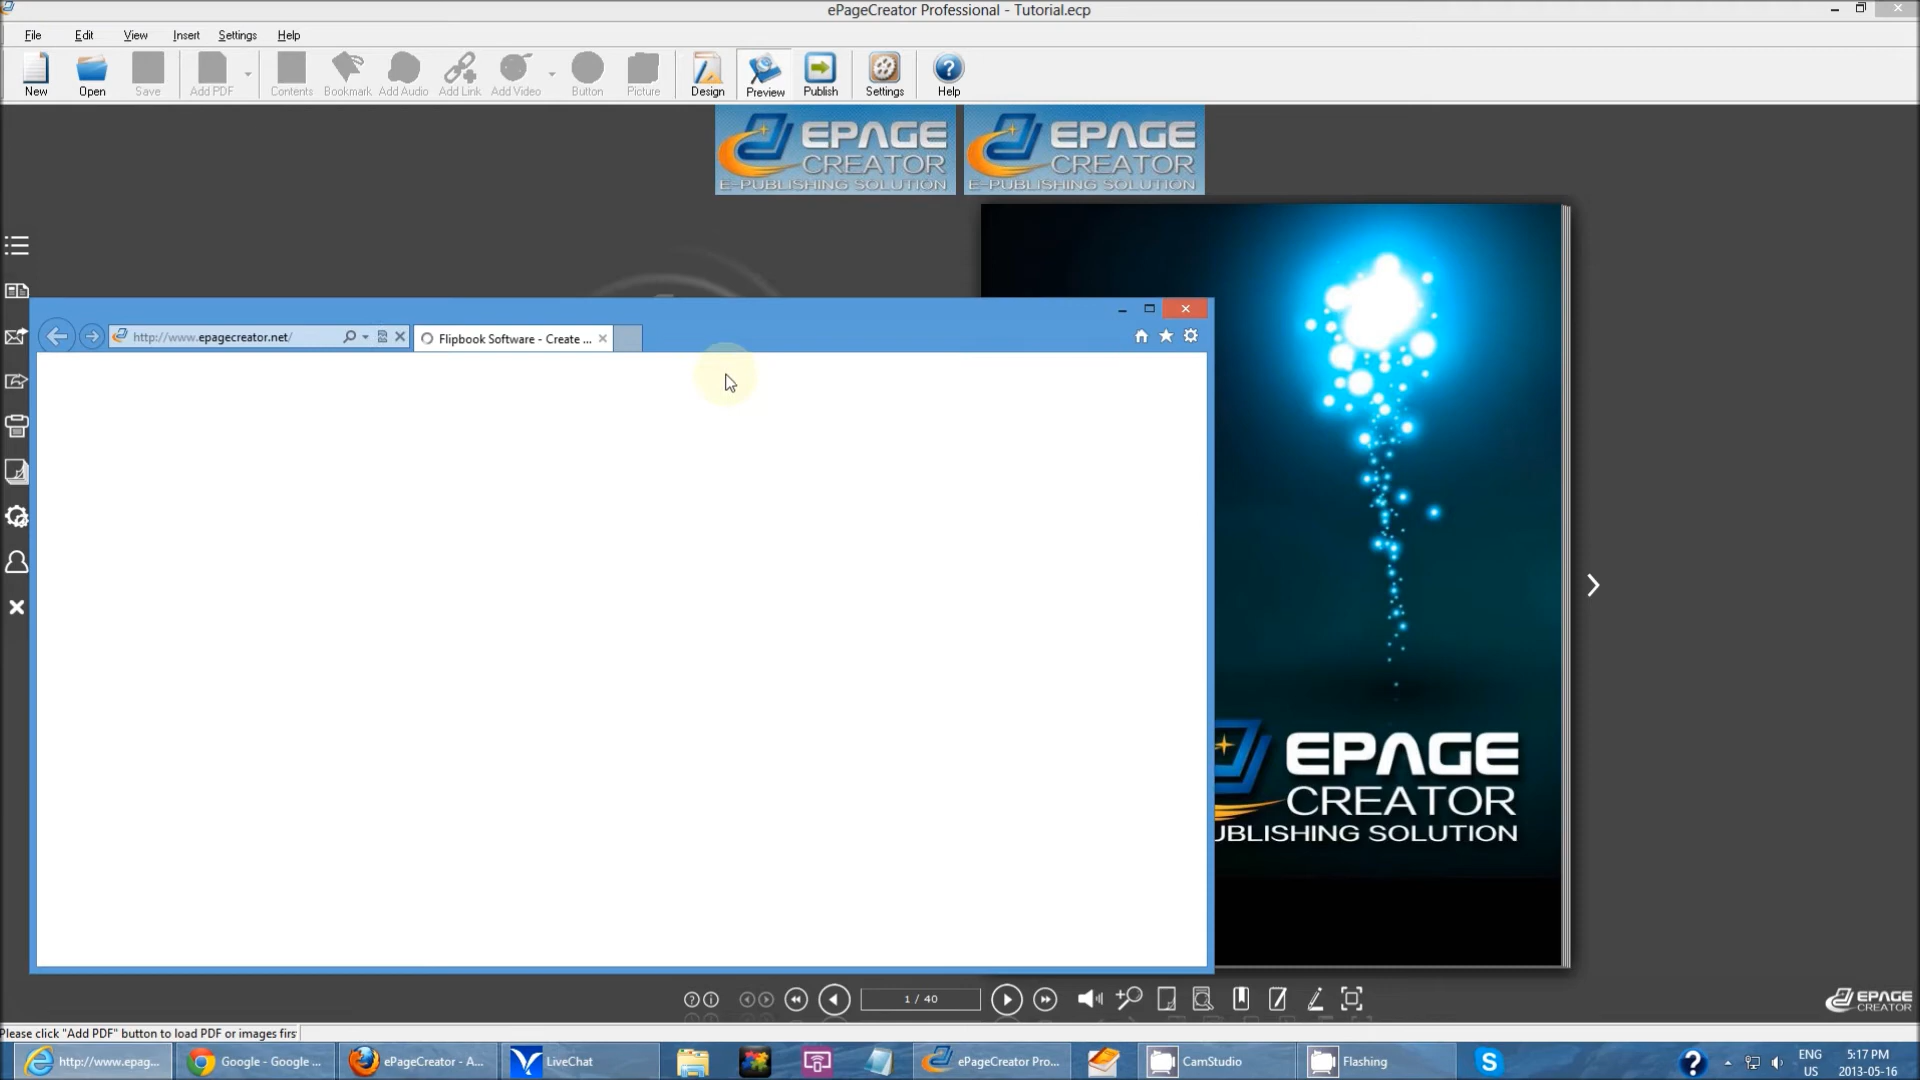 ePageCreator Professional - Tutorial.ecp
File Edit View Insert Settings Help
New Open Save Add PDF Contents Bookmark Add Audio Add Link Add Video Button Picture Design Preview Publish Settings Help
EPAGE EPAGE
CREATOR CREATOR
E-PUBLISHING SOLUTION E-PUBLISHING SOLUTION
http://www.epagecreator.net/ Flipbook Software - Create ...
EPAGE
CREATOR
UBLISHING SOLUTION
1 / 40
EPAGE
CREATOR
Please click "Add PDF" button to load PDF or images firs
http://www.epag... Google - Google ... ePageCreator - A... LiveChat ePageCreator Pro... CamStudio Flashing
ENG 5:17 PM
US 2013-05-16